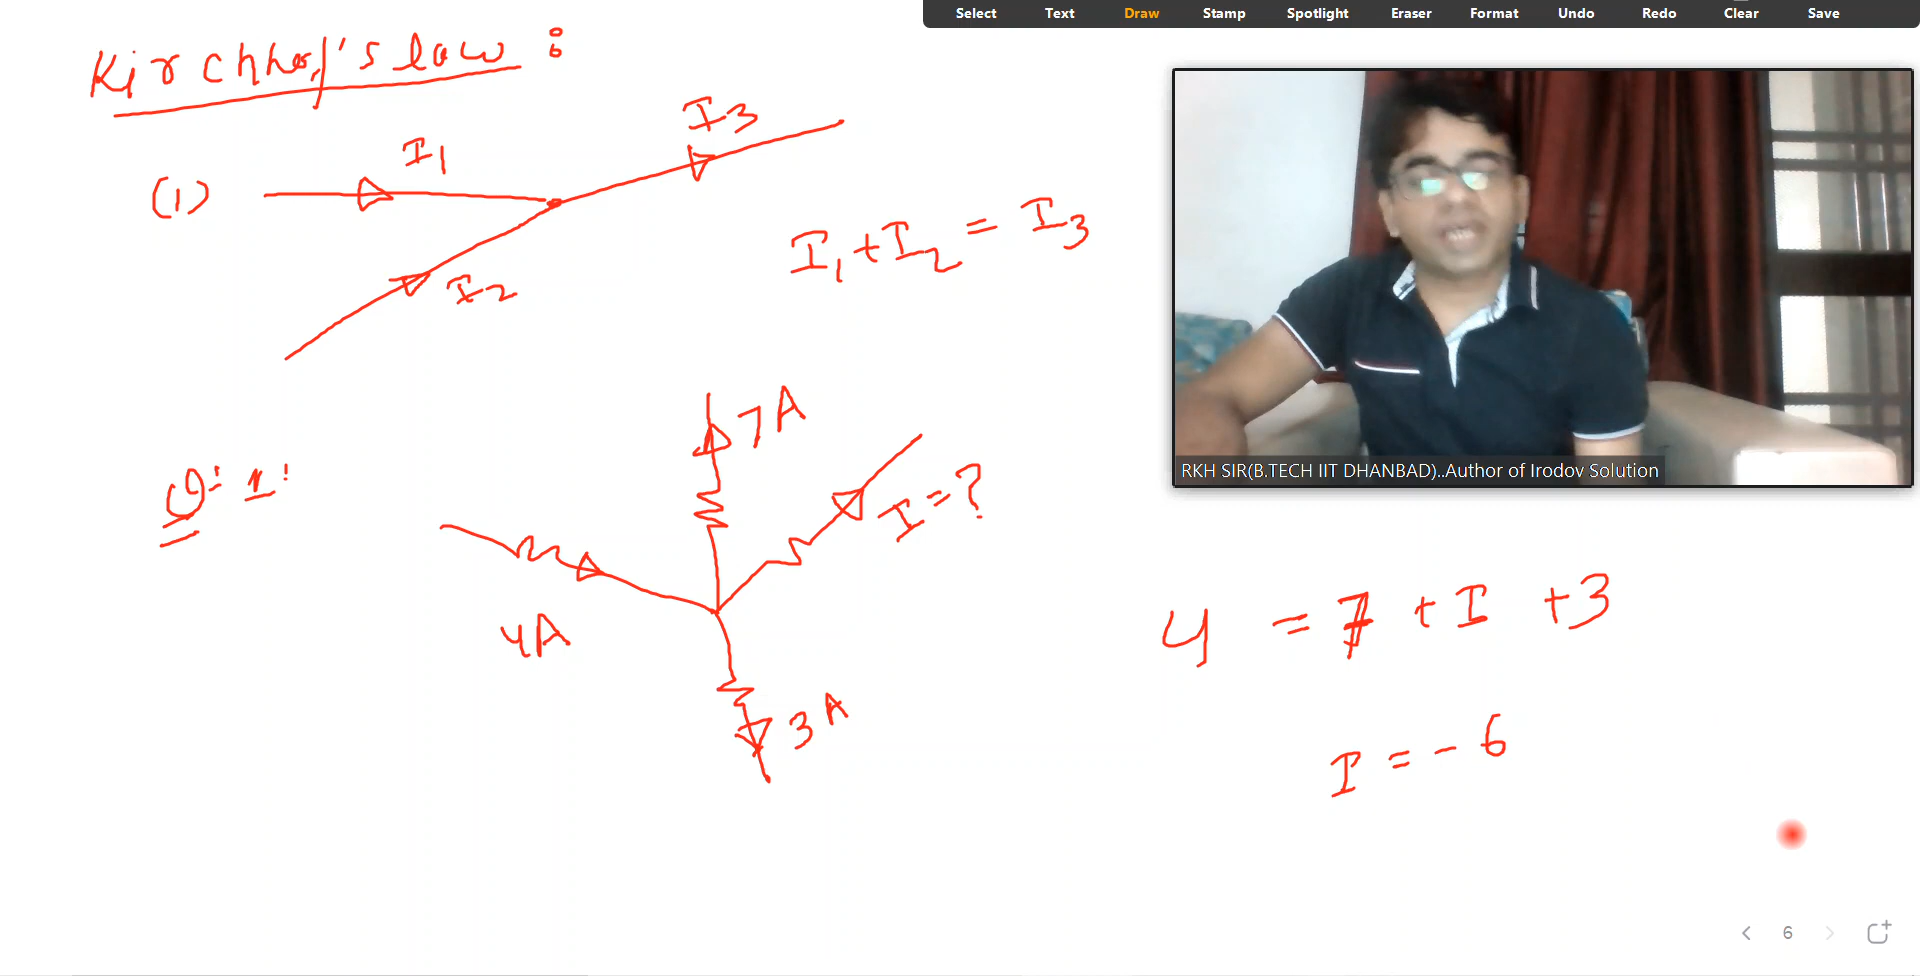 Select Text Draw Stamp Spotlight Eraser Format Undo Redo Clear Save
Kirchhof's law :
(1)
I1
I2
I3
I1 + I2 = I3
Q: 1:
7A
I = ?
4A
3A
4 = 7 + I + 3
I = - 6
RKH SIR(B.TECH IIT DHANBAD)..Author of Irodov Solution
6